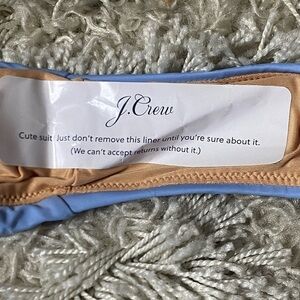 J.Crew
Cute suit! Just don't remove this liner until you're sure about it.
(We can't accept returns without it.)